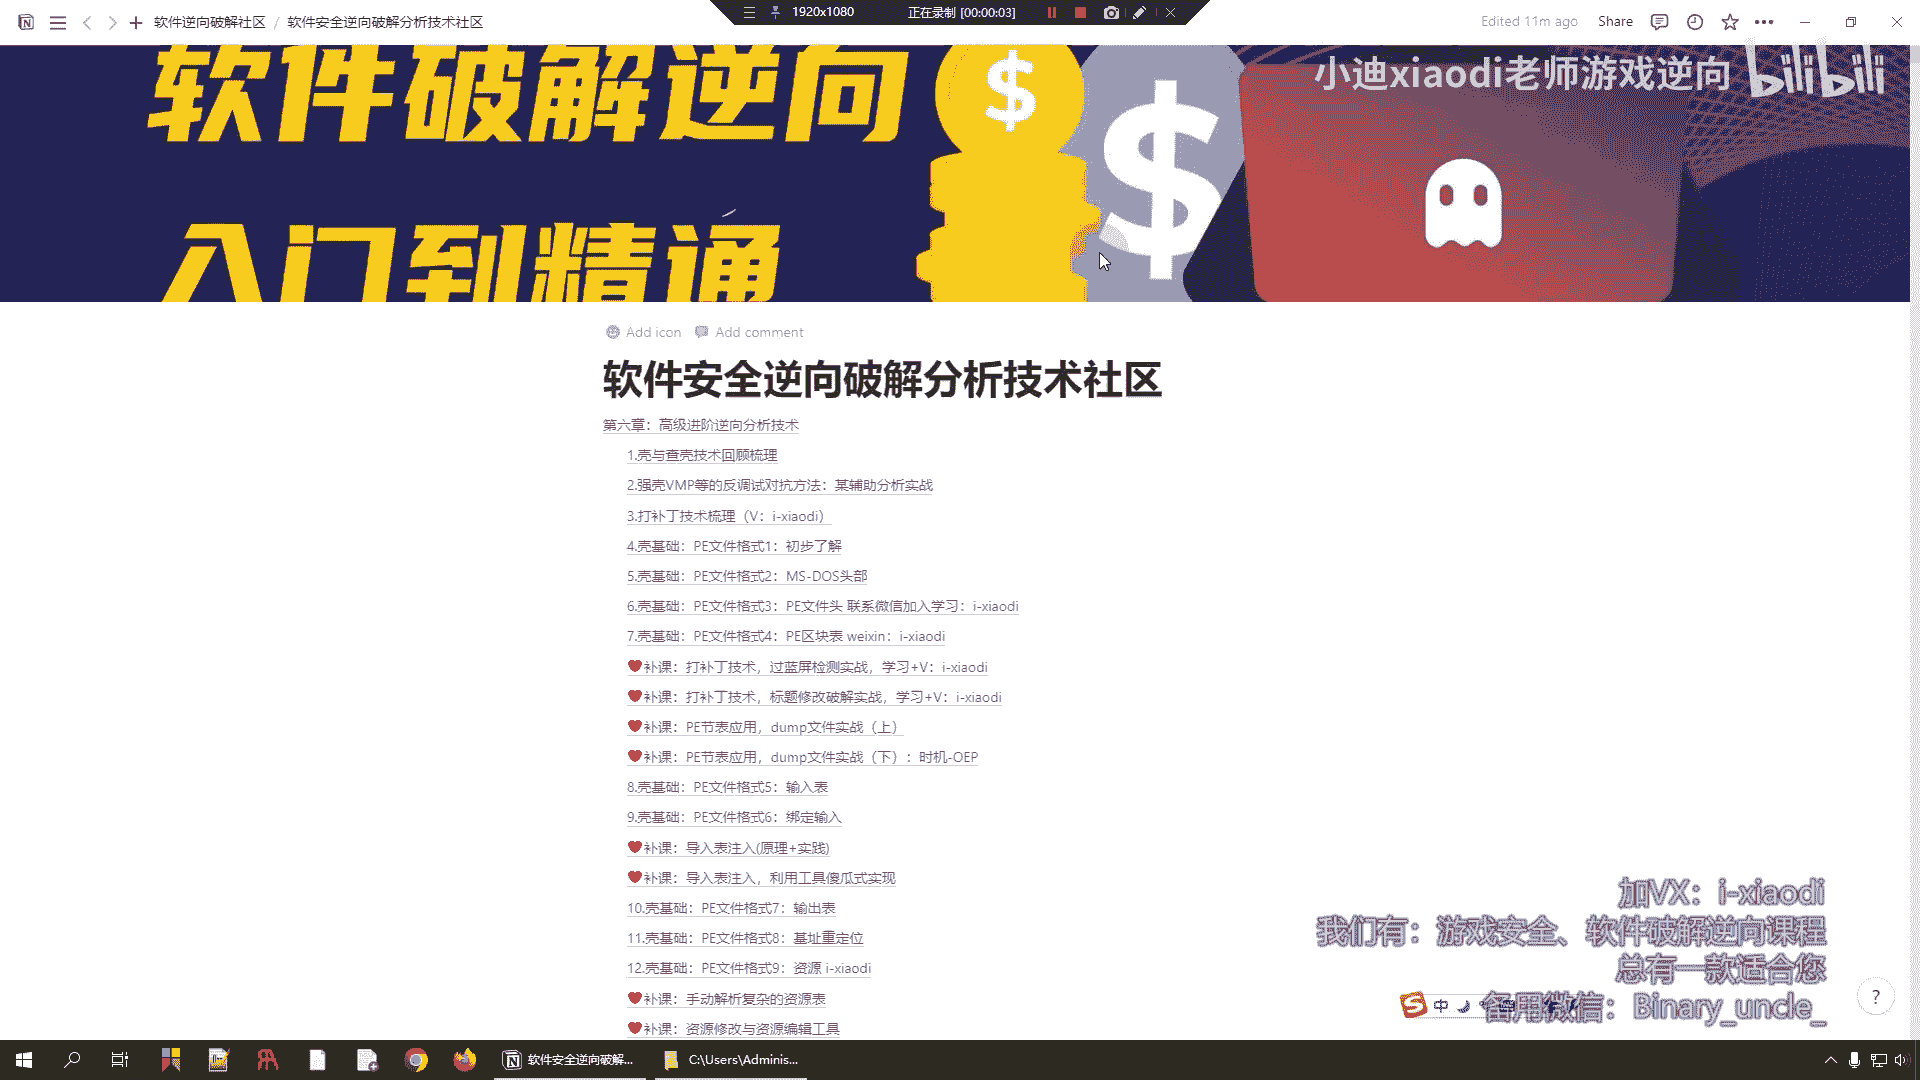 1920x1080 正在录制 [00:00:03]
软件逆向破解社区 / 软件安全逆向破解分析技术社区
Edited 11m ago Share
小迪xiaodi老师游戏逆向 bilibili
软件破解逆向
入门到精通
Add icon Add comment
软件安全逆向破解分析技术社区
第六章：高级进阶逆向分析技术
1.壳与查壳技术回顾梳理
2.强壳VMP等的反调试对抗方法：某辅助分析实战
3.打补丁技术梳理（V：i-xiaodi）
4.壳基础：PE文件格式1：初步了解
5.壳基础：PE文件格式2：MS-DOS头部
6.壳基础：PE文件格式3：PE文件头 联系微信加入学习：i-xiaodi
7.壳基础：PE文件格式4：PE区块表 weixin：i-xiaodi
❤补课：打补丁技术，过蓝屏检测实战，学习+V：i-xiaodi
❤补课：打补丁技术，标题修改破解实战，学习+V：i-xiaodi
❤补课：PE节表应用，dump文件实战（上）
❤补课：PE节表应用，dump文件实战（下）：时机-OEP
8.壳基础：PE文件格式5：输入表
9.壳基础：PE文件格式6：绑定输入
❤补课：导入表注入(原理+实践)
❤补课：导入表注入，利用工具傻瓜式实现
10.壳基础：PE文件格式7：输出表
11.壳基础：PE文件格式8：基址重定位
12.壳基础：PE文件格式9：资源 i-xiaodi
❤补课：手动解析复杂的资源表
❤补课：资源修改与资源编辑工具
加VX：i-xiaodi
我们有：游戏安全、软件破解逆向课程
总有一款适合您
备用微信：Binary_uncle_
中
?
软件安全逆向破解... C:\Users\Adminis...